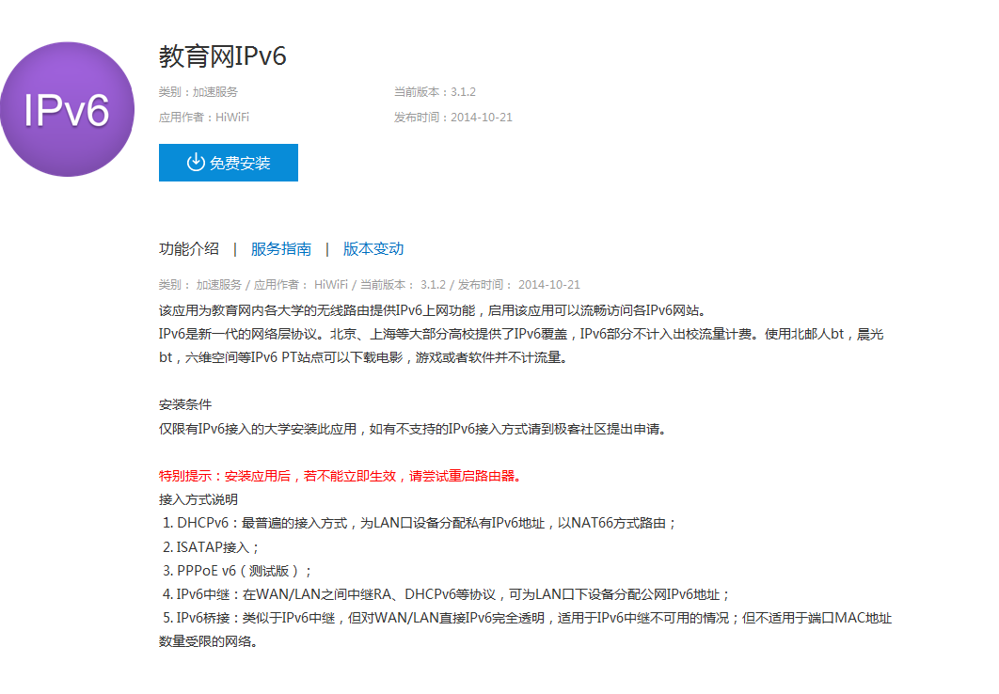 IPv6
教育网IPv6
类别：加速服务
当前版本：3.1.2
应用作者：HiWiFi
发布时间：2014-10-21
免费安装
功能介绍 | 服务指南 | 版本变动
类别： 加速服务 / 应用作者： HiWiFi / 当前版本： 3.1.2 / 发布时间： 2014-10-21
该应用为教育网内各大学的无线路由提供IPv6上网功能，启用该应用可以流畅访问各IPv6网站。
IPv6是新一代的网络层协议。北京、上海等大部分高校提供了IPv6覆盖，IPv6部分不计入出校流量计费。使用北邮人bt，晨光
bt，六维空间等IPv6 PT站点可以下载电影，游戏或者软件并不计流量。
安装条件
仅限有IPv6接入的大学安装此应用，如有不支持的IPv6接入方式请到极客社区提出申请。
特别提示：安装应用后，若不能立即生效，请尝试重启路由器。
接入方式说明
1. DHCPv6：最普遍的接入方式，为LAN口设备分配私有IPv6地址，以NAT66方式路由；
2. ISATAP接入；
3. PPPoE v6（测试版）；
4. IPv6中继：在WAN/LAN之间中继RA、DHCPv6等协议，可为LAN口下设备分配公网IPv6地址；
5. IPv6桥接：类似于IPv6中继，但对WAN/LAN直接IPv6完全透明，适用于IPv6中继不可用的情况；但不适用于端口MAC地址
数量受限的网络。